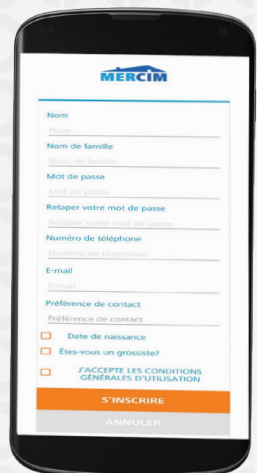 MERCIM
Nom
Nom
Nom de famille
Nom de famille
Mot de passe
Mot de passe
Retaper votre mot de passe
Retaper votre mot de passe
Numéro de téléphone
Numéro de téléphone
E-mail
E-mail
Préférence de contact
Préférence de contact
Date de naissance
Êtes-vous un grossiste?
J'ACCEPTE LES CONDITIONS
GÉNÉRALES D'UTILISATION
S'INSCRIRE
ANNULER